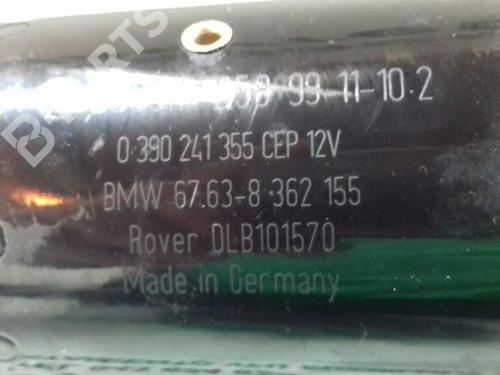 99-11-10.2
0 390 241 355 CEP 12V
BMW 67.63-8 362 155
Rover DLB101570
Made in Germany